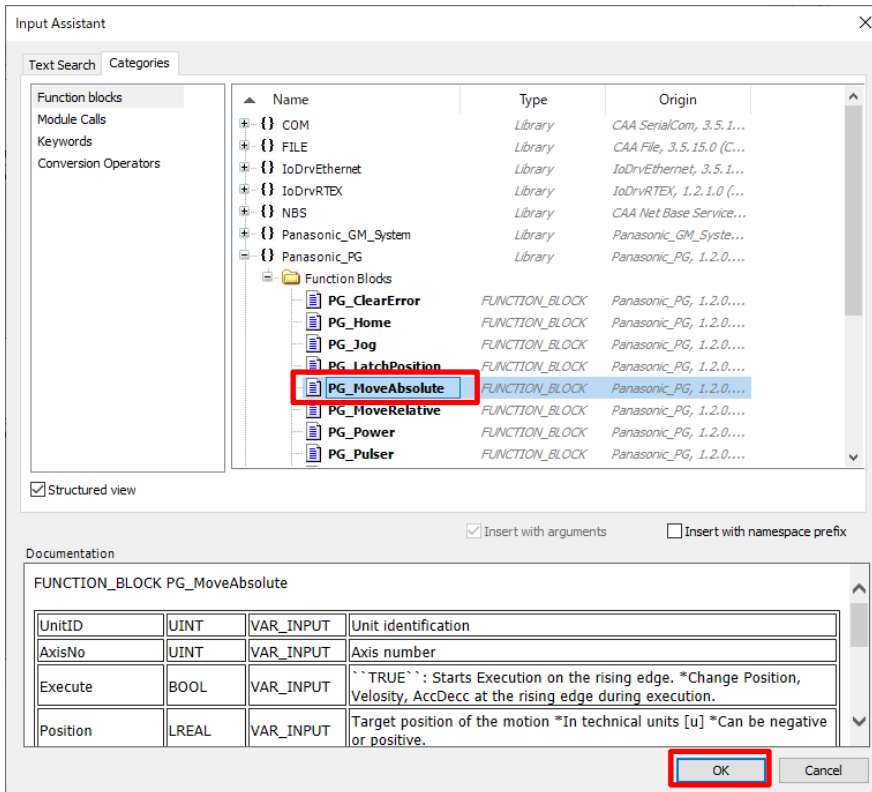 Input Assistant
Text Search Categories
Function blocks
Module Calls
Keywords
Conversion Operators
Name Type Origin
{} COM Library CAA SerialCom, 3.5.1...
{} FILE Library CAA File, 3.5.15.0 (C...
{} IoDrvEthernet Library IoDrvEthernet, 3.5.1...
{} IoDrvRTEX Library IoDrvRTEX, 1.2.1.0 (...
{} NBS Library CAA Net Base Service...
{} Panasonic_GM_System Library Panasonic_GM_Syste...
{} Panasonic_PG Library Panasonic_PG, 1.2.0....
Function Blocks
PG_ClearError FUNCTION_BLOCK Panasonic_PG, 1.2.0....
PG_Home FUNCTION_BLOCK Panasonic_PG, 1.2.0....
PG_Jog FUNCTION_BLOCK Panasonic_PG, 1.2.0....
PG_LatchPosition FUNCTION_BLOCK Panasonic_PG, 1.2.0....
PG_MoveAbsolute FUNCTION_BLOCK Panasonic_PG, 1.2.0....
PG_MoveRelative FUNCTION_BLOCK Panasonic_PG, 1.2.0....
PG_Power FUNCTION_BLOCK Panasonic_PG, 1.2.0....
PG_Pulser FUNCTION_BLOCK Panasonic_PG, 1.2.0....
Structured view
Insert with arguments Insert with namespace prefix
Documentation
FUNCTION_BLOCK PG_MoveAbsolute
UnitID UINT VAR_INPUT Unit identification
AxisNo UINT VAR_INPUT Axis number
Execute BOOL VAR_INPUT ``TRUE``: Starts Execution on the rising edge. *Change Position,
Velosity, AccDecc at the rising edge during execution.
Position LREAL VAR_INPUT Target position of the motion *In technical units [u] *Can be negative
or positive.
OK Cancel